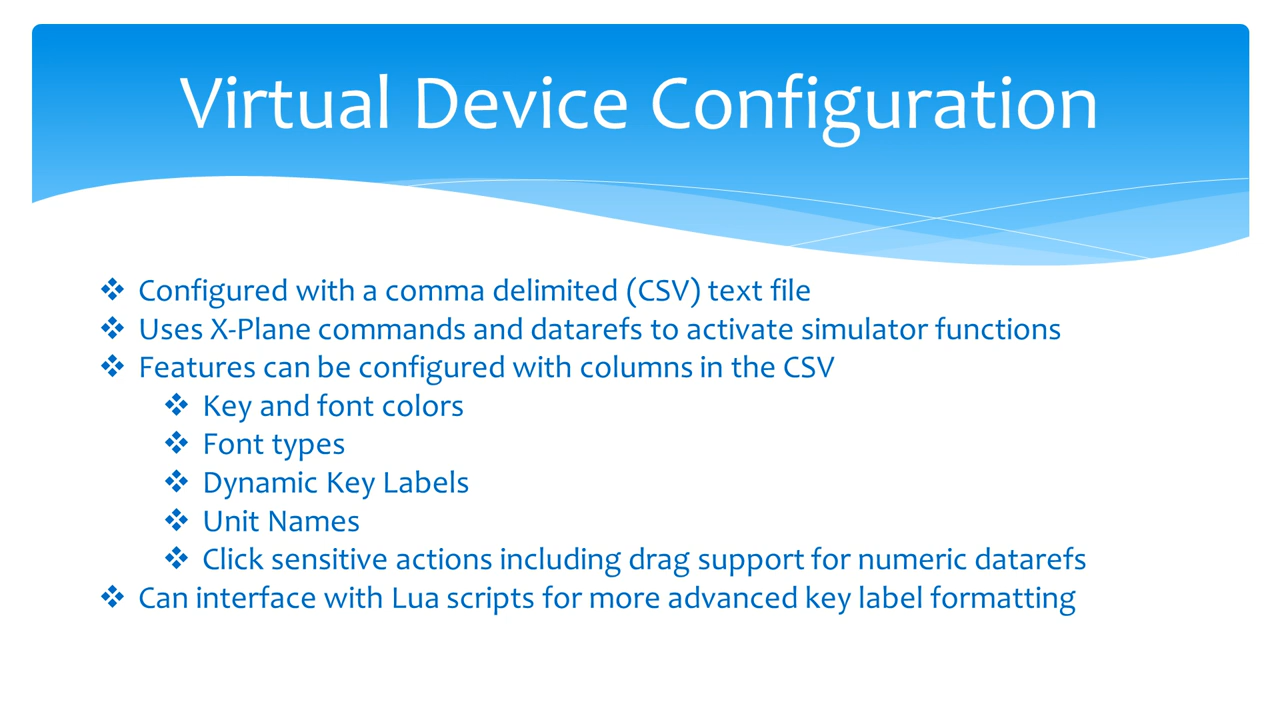 Virtual Device Configuration
❖ Configured with a comma delimited (CSV) text file
❖ Uses X-Plane commands and datarefs to activate simulator functions
❖ Features can be configured with columns in the CSV
❖ Key and font colors
❖ Font types
❖ Dynamic Key Labels
❖ Unit Names
❖ Click sensitive actions including drag support for numeric datarefs
❖ Can interface with Lua scripts for more advanced key label formatting